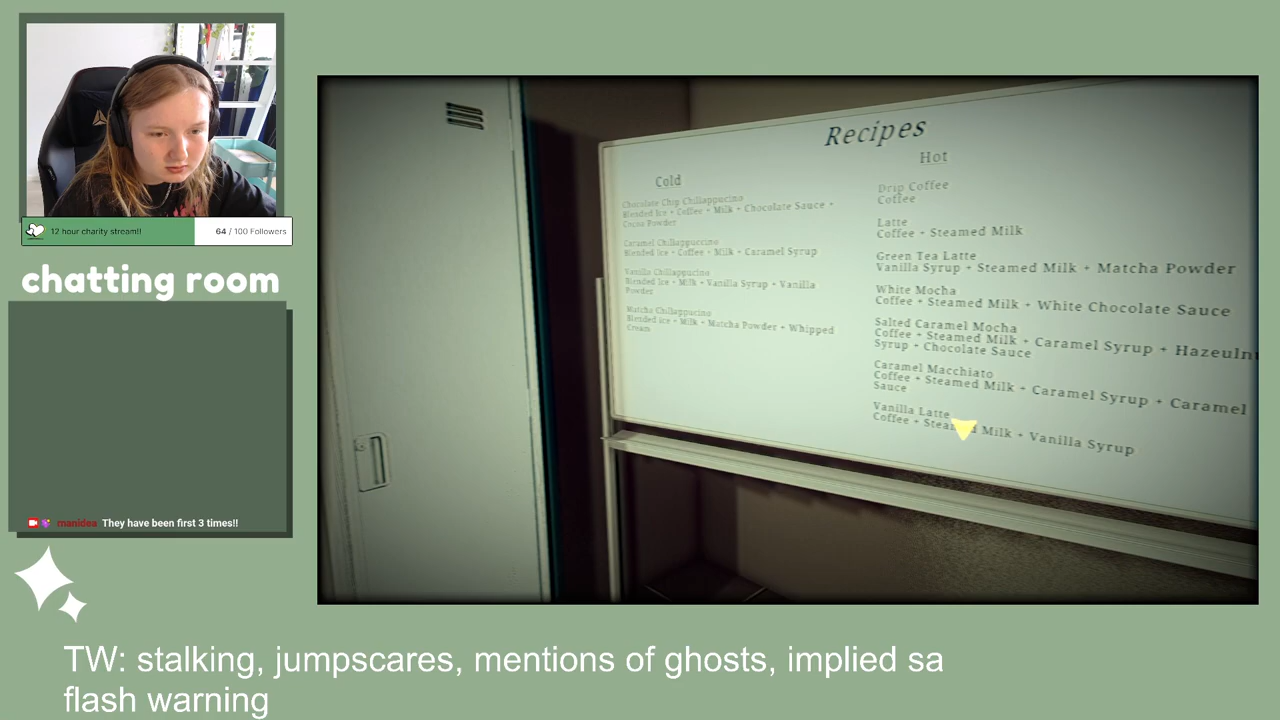 12 hour charity stream!!
64 / 100 Followers
chatting room
manidea They have been first 3 times!!
Recipes
Cold
Chocolate Chip Chillappucino
Blended Ice + Coffee + Milk + Chocolate Sauce +
Cocoa Powder
Caramel Chillappuccino
Blended Ice + Coffee + Milk + Caramel Syrup
Vanilla Chillappucino
Blended Ice + Milk + Vanilla Syrup + Vanilla
Powder
Matcha Chillappucino
Blended ice + Milk + Matcha Powder + Whipped
Cream
Hot
Drip Coffee
Coffee
Latte
Coffee + Steamed Milk
Green Tea Latte
Vanilla Syrup + Steamed Milk + Matcha Powder
White Mocha
Coffee + Steamed Milk + White Chocolate Sauce
Salted Caramel Mocha
Coffee + Steamed Milk + Caramel Syrup + Hazeuln
Syrup + Chocolate Sauce
Caramel Macchiato
Coffee + Steamed Milk + Caramel Syrup + Caramel
Sauce
Vanilla Latte
Coffee + Steamed Milk + Vanilla Syrup
TW: stalking, jumpscares, mentions of ghosts, implied sa
flash warning